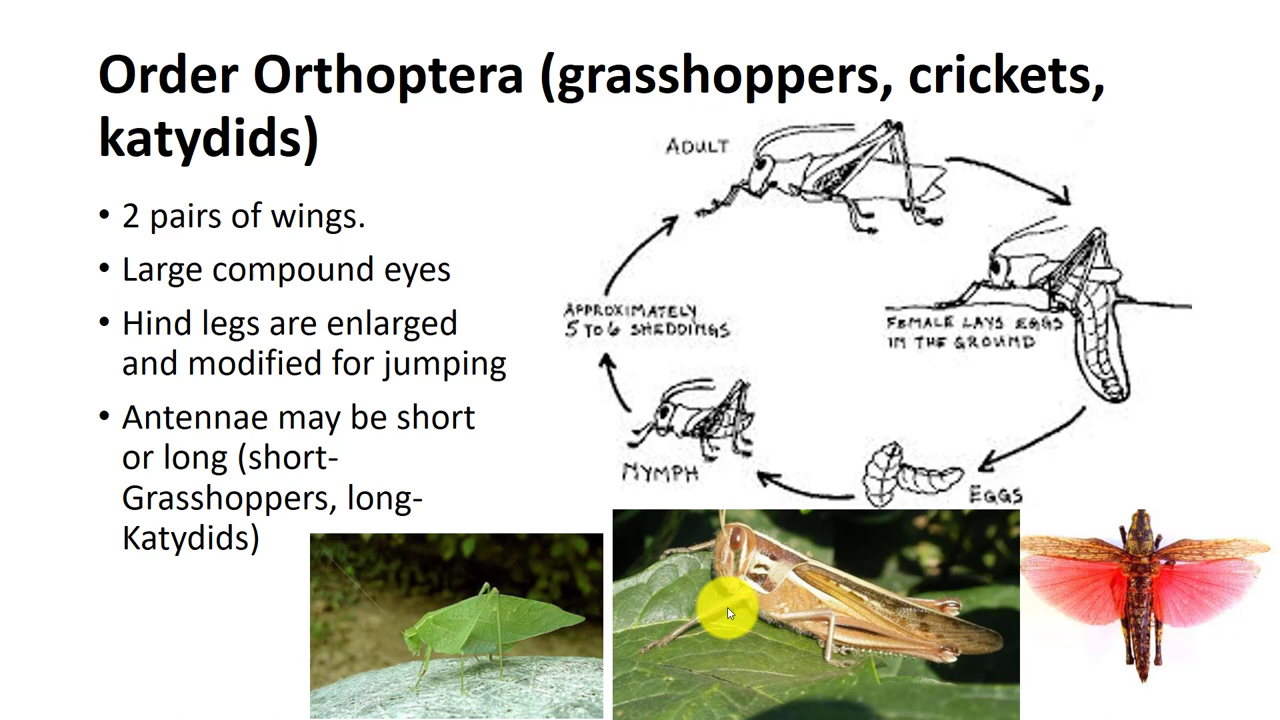 Order Orthoptera (grasshoppers, crickets,
katydids)
• 2 pairs of wings.
• Large compound eyes
• Hind legs are enlarged
and modified for jumping
• Antennae may be short
or long (short-
Grasshoppers, long-
Katydids)
ADULT
FEMALE LAYS EGGS
IN THE GROUND
EGGS
NYMPH
APPROXIMATELY
5 TO 6 SHEDDINGS